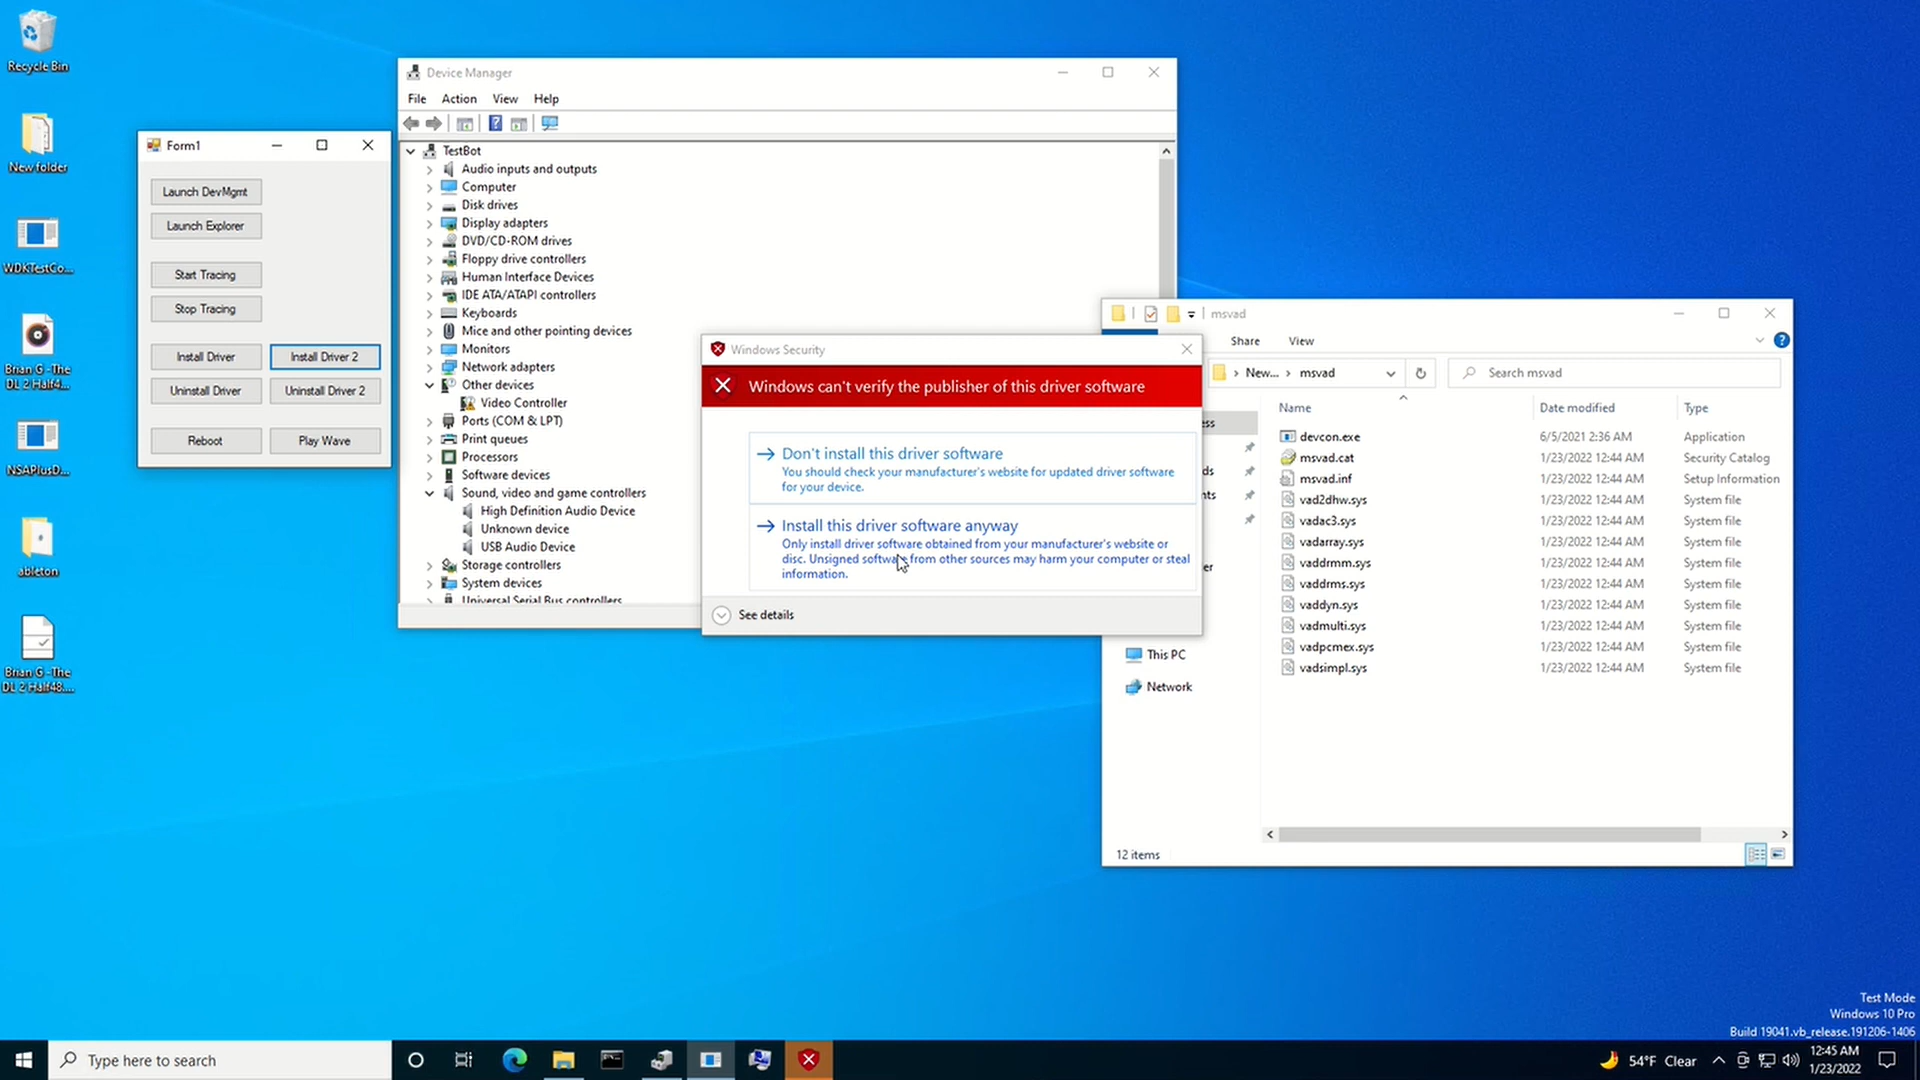 Recycle Bin
New folder
WDKTestCo...
Brian G -The
DL 2 Half4...
NSAPlusD...
ableton
Brian G -The
DL 2 Half48....
Form1
Launch DevMgmt
Launch Explorer
Start Tracing
Stop Tracing
Install Driver
Install Driver 2
Uninstall Driver
Uninstall Driver 2
Reboot
Play Wave
Device Manager
File Action View Help
TestBot
Audio inputs and outputs
Computer
Disk drives
Display adapters
DVD/CD-ROM drives
Floppy drive controllers
Human Interface Devices
IDE ATA/ATAPI controllers
Keyboards
Mice and other pointing devices
Monitors
Network adapters
Other devices
Video Controller
Ports (COM & LPT)
Print queues
Processors
Software devices
Sound, video and game controllers
High Definition Audio Device
Unknown device
USB Audio Device
Storage controllers
System devices
Universal Serial Bus controllers
Windows Security
Windows can't verify the publisher of this driver software
Don't install this driver software
You should check your manufacturer's website for updated driver software
for your device.
Install this driver software anyway
Only install driver software obtained from your manufacturer's website or
disc. Unsigned software from other sources may harm your computer or steal
information.
See details
msvad
Share View
New... msvad
Search msvad
Name Date modified Type
devcon.exe 6/5/2021 2:36 AM Application
msvad.cat 1/23/2022 12:44 AM Security Catalog
msvad.inf 1/23/2022 12:44 AM Setup Information
vad2dhw.sys 1/23/2022 12:44 AM System file
vadac3.sys 1/23/2022 12:44 AM System file
vadarray.sys 1/23/2022 12:44 AM System file
vaddrmm.sys 1/23/2022 12:44 AM System file
vaddrms.sys 1/23/2022 12:44 AM System file
vaddyn.sys 1/23/2022 12:44 AM System file
vadmulti.sys 1/23/2022 12:44 AM System file
vadpcmex.sys 1/23/2022 12:44 AM System file
vadsimpl.sys 1/23/2022 12:44 AM System file
ss
ds
nts
er
This PC
Network
12 items
Test Mode
Windows 10 Pro
Build 19041.vb_release.191206-1406
Type here to search
54°F Clear
12:45 AM
1/23/2022